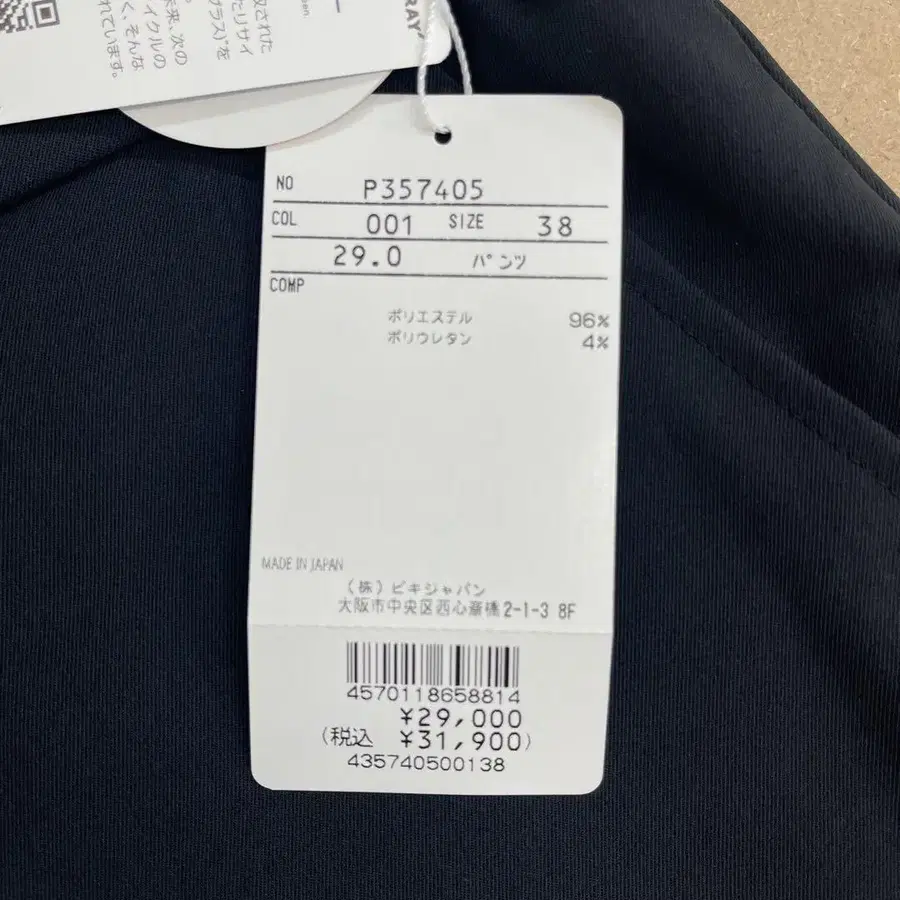 RAY
NO P357405
COL 001 SIZE 38
29.0 パンツ
COMP
ポリエステル 96%
ポリウレタン 4%
MADE IN JAPAN
(株)ビキジャパン
大阪市中央区西心斎橋2-1-3 8F
4570118658814
¥29,000
(税込 ¥31,900)
435740500138